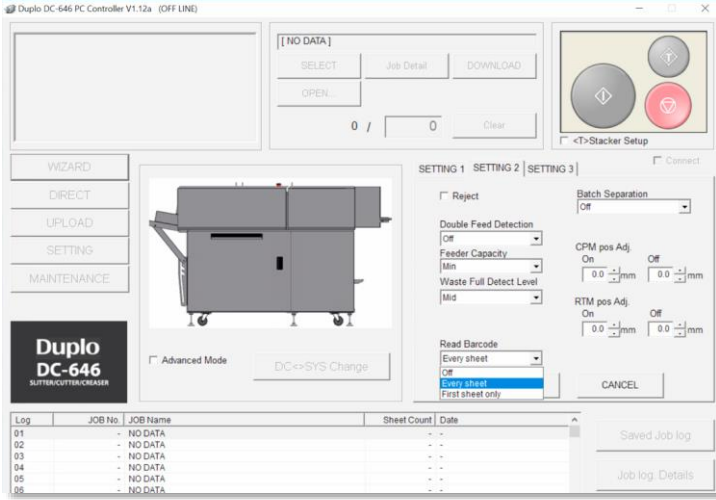 Duplo DC-646 PC Controller V1.12a (OFF LINE)
[ NO DATA ]
SELECT Job Detail DOWNLOAD
OPEN...
0 / 0 Clear
<T>Stacker Setup
WIZARD
DIRECT
UPLOAD
SETTING
MAINTENANCE
SETTING 1 SETTING 2 SETTING 3
Connect
Reject
Batch Separation
Off
Double Feed Detection
Off
Feeder Capacity
Min
Waste Full Detect Level
Mid
CPM pos Adj.
On Off
0.0 mm 0.0 mm
RTM pos Adj.
On Off
0.0 mm 0.0 mm
Read Barcode
Every sheet
Off
Every sheet
First sheet only
CANCEL
Duplo
DC-646
SLITTER/CUTTER/CREASER
Advanced Mode
DC<>SYS Change
Log JOB No. JOB Name Sheet Count Date
01 - NO DATA - -
02 - NO DATA - -
03 - NO DATA - -
04 - NO DATA - -
05 - NO DATA - -
06 - NO DATA - -
Saved Job log
Job log. Details